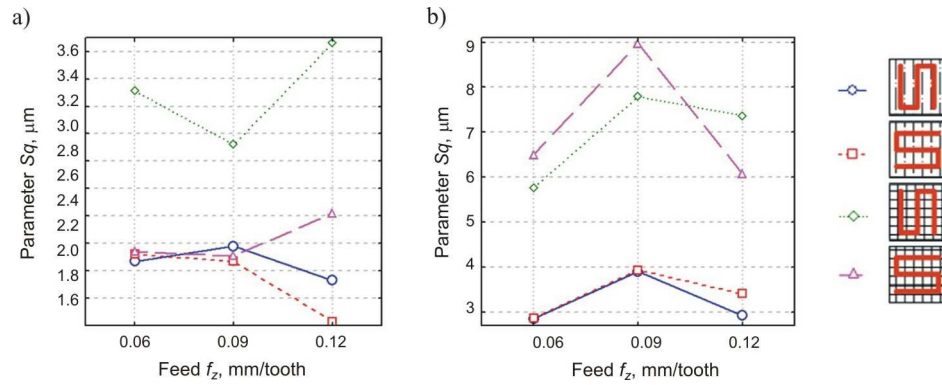 a)
Parameter Sq, μm
3.6
3.4
3.2
3.0
2.8
2.6
2.4
2.2
2.0
1.8
1.6
0.06 0.09 0.12
Feed fz, mm/tooth
b)
Parameter Sq, μm
9
8
7
6
5
4
3
0.06 0.09 0.12
Feed fz, mm/tooth